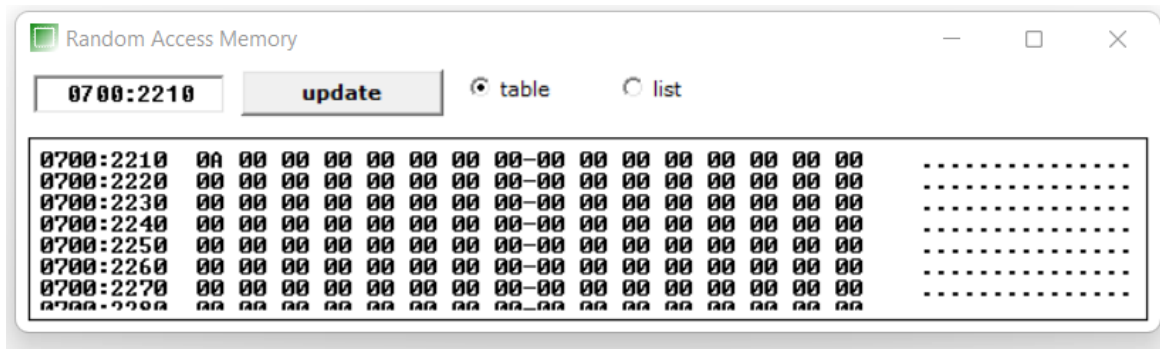 Random Access Memory
0700:2210 update table list
0700:2210 0A 00 00 00 00 00 00 00-00 00 00 00 00 00 00 00 ................
0700:2220 00 00 00 00 00 00 00 00-00 00 00 00 00 00 00 00 ................
0700:2230 00 00 00 00 00 00 00 00-00 00 00 00 00 00 00 00 ................
0700:2240 00 00 00 00 00 00 00 00-00 00 00 00 00 00 00 00 ................
0700:2250 00 00 00 00 00 00 00 00-00 00 00 00 00 00 00 00 ................
0700:2260 00 00 00 00 00 00 00 00-00 00 00 00 00 00 00 00 ................
0700:2270 00 00 00 00 00 00 00 00-00 00 00 00 00 00 00 00 ................